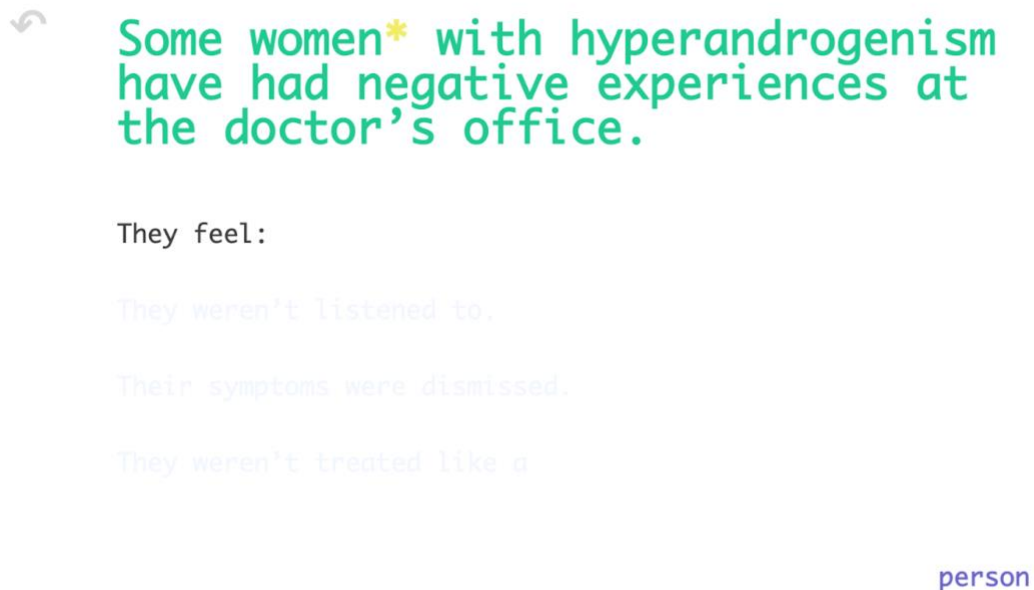 Some women* with hyperandrogenism
have had negative experiences at
the doctor’s office.
They feel:
They weren’t listened to.
Their symptoms were dismissed.
They weren’t treated like a
person